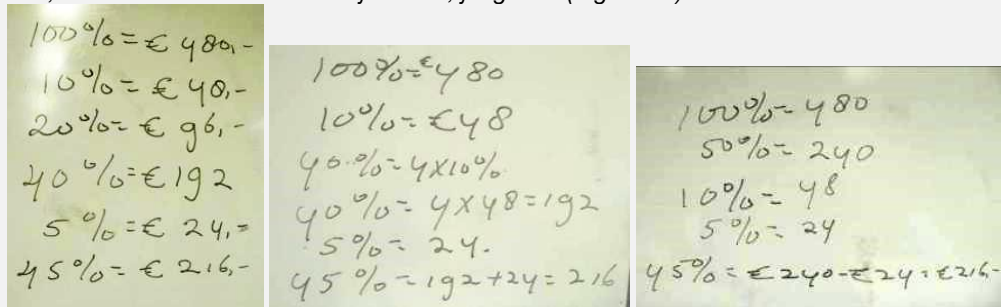 100%=€ 480,-
10%= € 48,-
20%= € 96,-
40%=€192
5%=€ 24,=
45%= € 216,-
100%=€480
10%=€48
40%=4x10%
40%= 4x48=192
5%= 24.
45%=192+24=216
100%= 480
50%= 240
10%= 48
5%= 24
45%= €240-€24=€216-